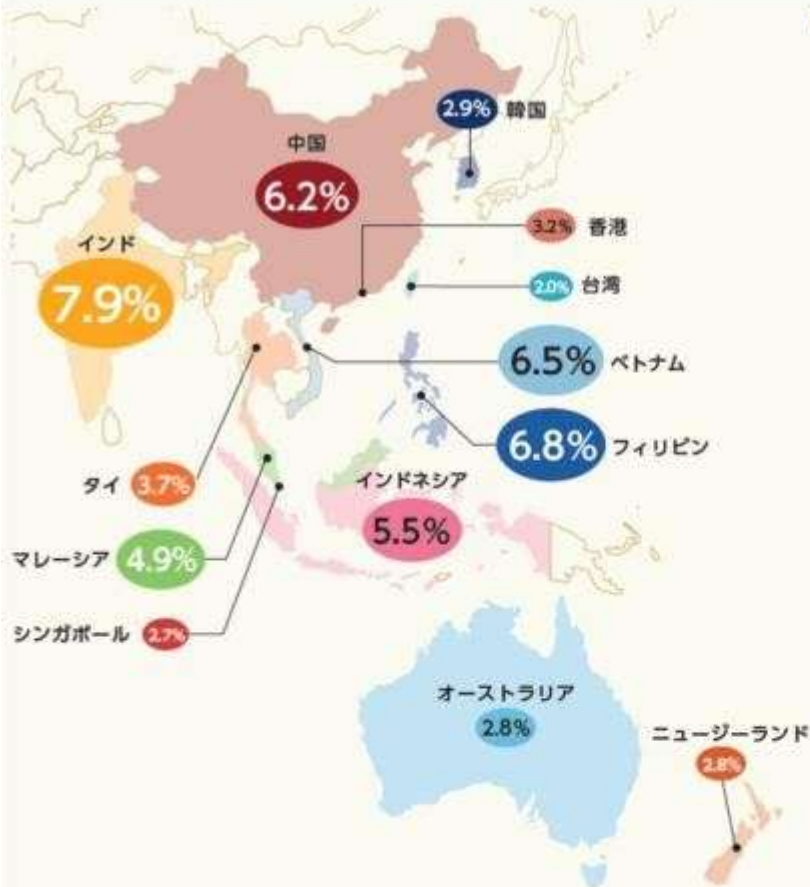 2.9% 韓国
中国
6.2%
3.2% 香港
インド
7.9%
2.0% 台湾
6.5% ベトナム
6.8% フィリピン
タイ 3.7%
インドネシア
5.5%
マレーシア 4.9%
シンガポール 2.7%
オーストラリア
2.8%
ニュージーランド
2.8%